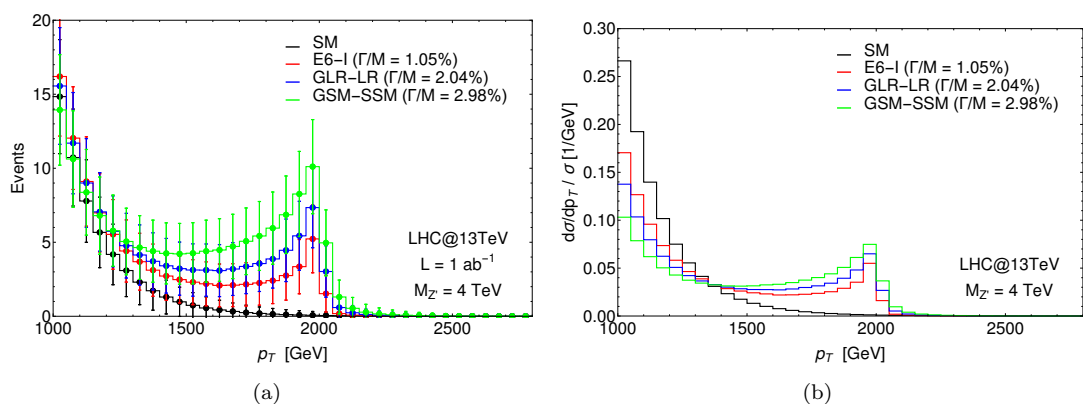 20
15
10
5
0
Events
SM
E6-I (Γ/M = 1.05%)
GLR-LR (Γ/M = 2.04%)
GSM-SSM (Γ/M = 2.98%)
LHC@13TeV
L = 1 ab⁻¹
M_Z' = 4 TeV
1000 1500 2000 2500
p_T [GeV]
(a)
0.30
0.25
0.20
0.15
0.10
0.05
0.00
dσ/dp_T / σ [1/GeV]
SM
E6-I (Γ/M = 1.05%)
GLR-LR (Γ/M = 2.04%)
GSM-SSM (Γ/M = 2.98%)
LHC@13TeV
M_Z' = 4 TeV
1000 1500 2000 2500
p_T [GeV]
(b)